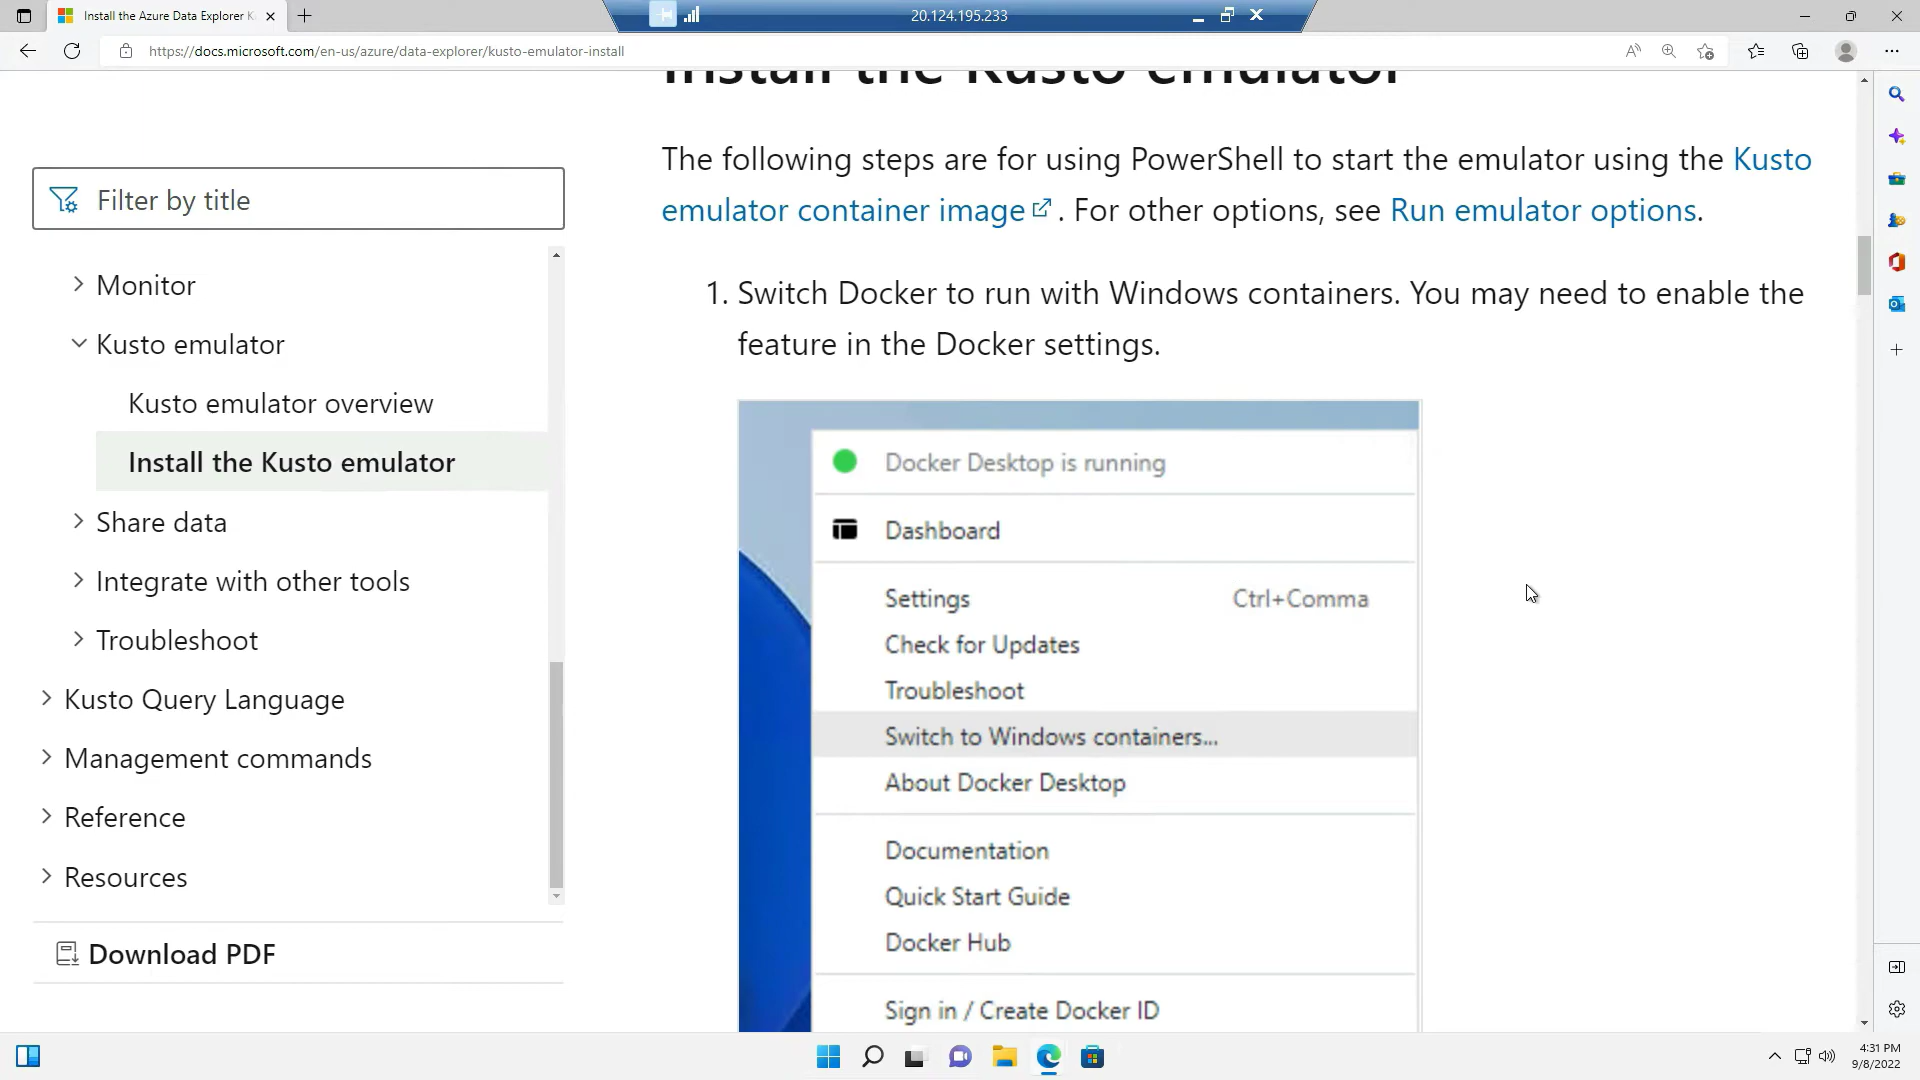 Install the Azure Data Explorer K
20.124.195.233
https://docs.microsoft.com/en-us/azure/data-explorer/kusto-emulator-install
Install the Kusto emulator
The following steps are for using PowerShell to start the emulator using the Kusto
emulator container image. For other options, see Run emulator options.
1. Switch Docker to run with Windows containers. You may need to enable the
feature in the Docker settings.
Docker Desktop is running
Dashboard
Settings Ctrl+Comma
Check for Updates
Troubleshoot
Switch to Windows containers...
About Docker Desktop
Documentation
Quick Start Guide
Docker Hub
Sign in / Create Docker ID
Filter by title
Monitor
Kusto emulator
Kusto emulator overview
Install the Kusto emulator
Share data
Integrate with other tools
Troubleshoot
Kusto Query Language
Management commands
Reference
Resources
Download PDF
4:31 PM
9/8/2022